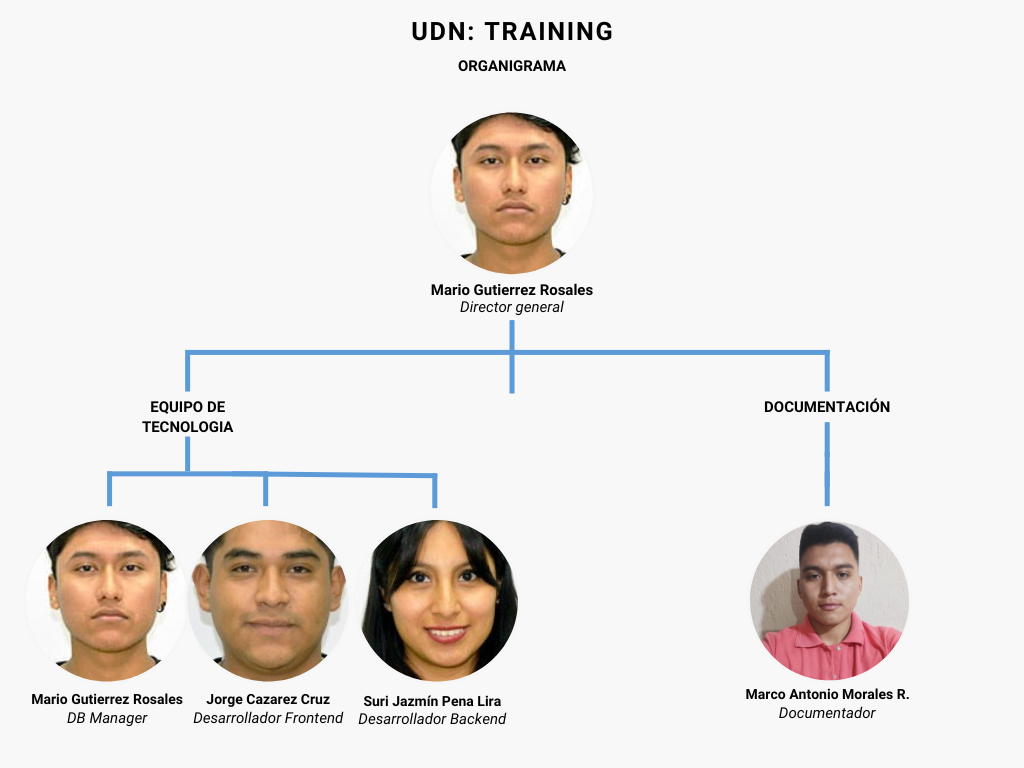 UDN: TRAINING
ORGANIGRAMA
Mario Gutierrez Rosales
Director general
EQUIPO DE
TECNOLOGIA
DOCUMENTACIÓN
Mario Gutierrez Rosales
DB Manager
Jorge Cazarez Cruz
Desarrollador Frontend
Suri Jazmín Pena Lira
Desarrollador Backend
Marco Antonio Morales R.
Documentador